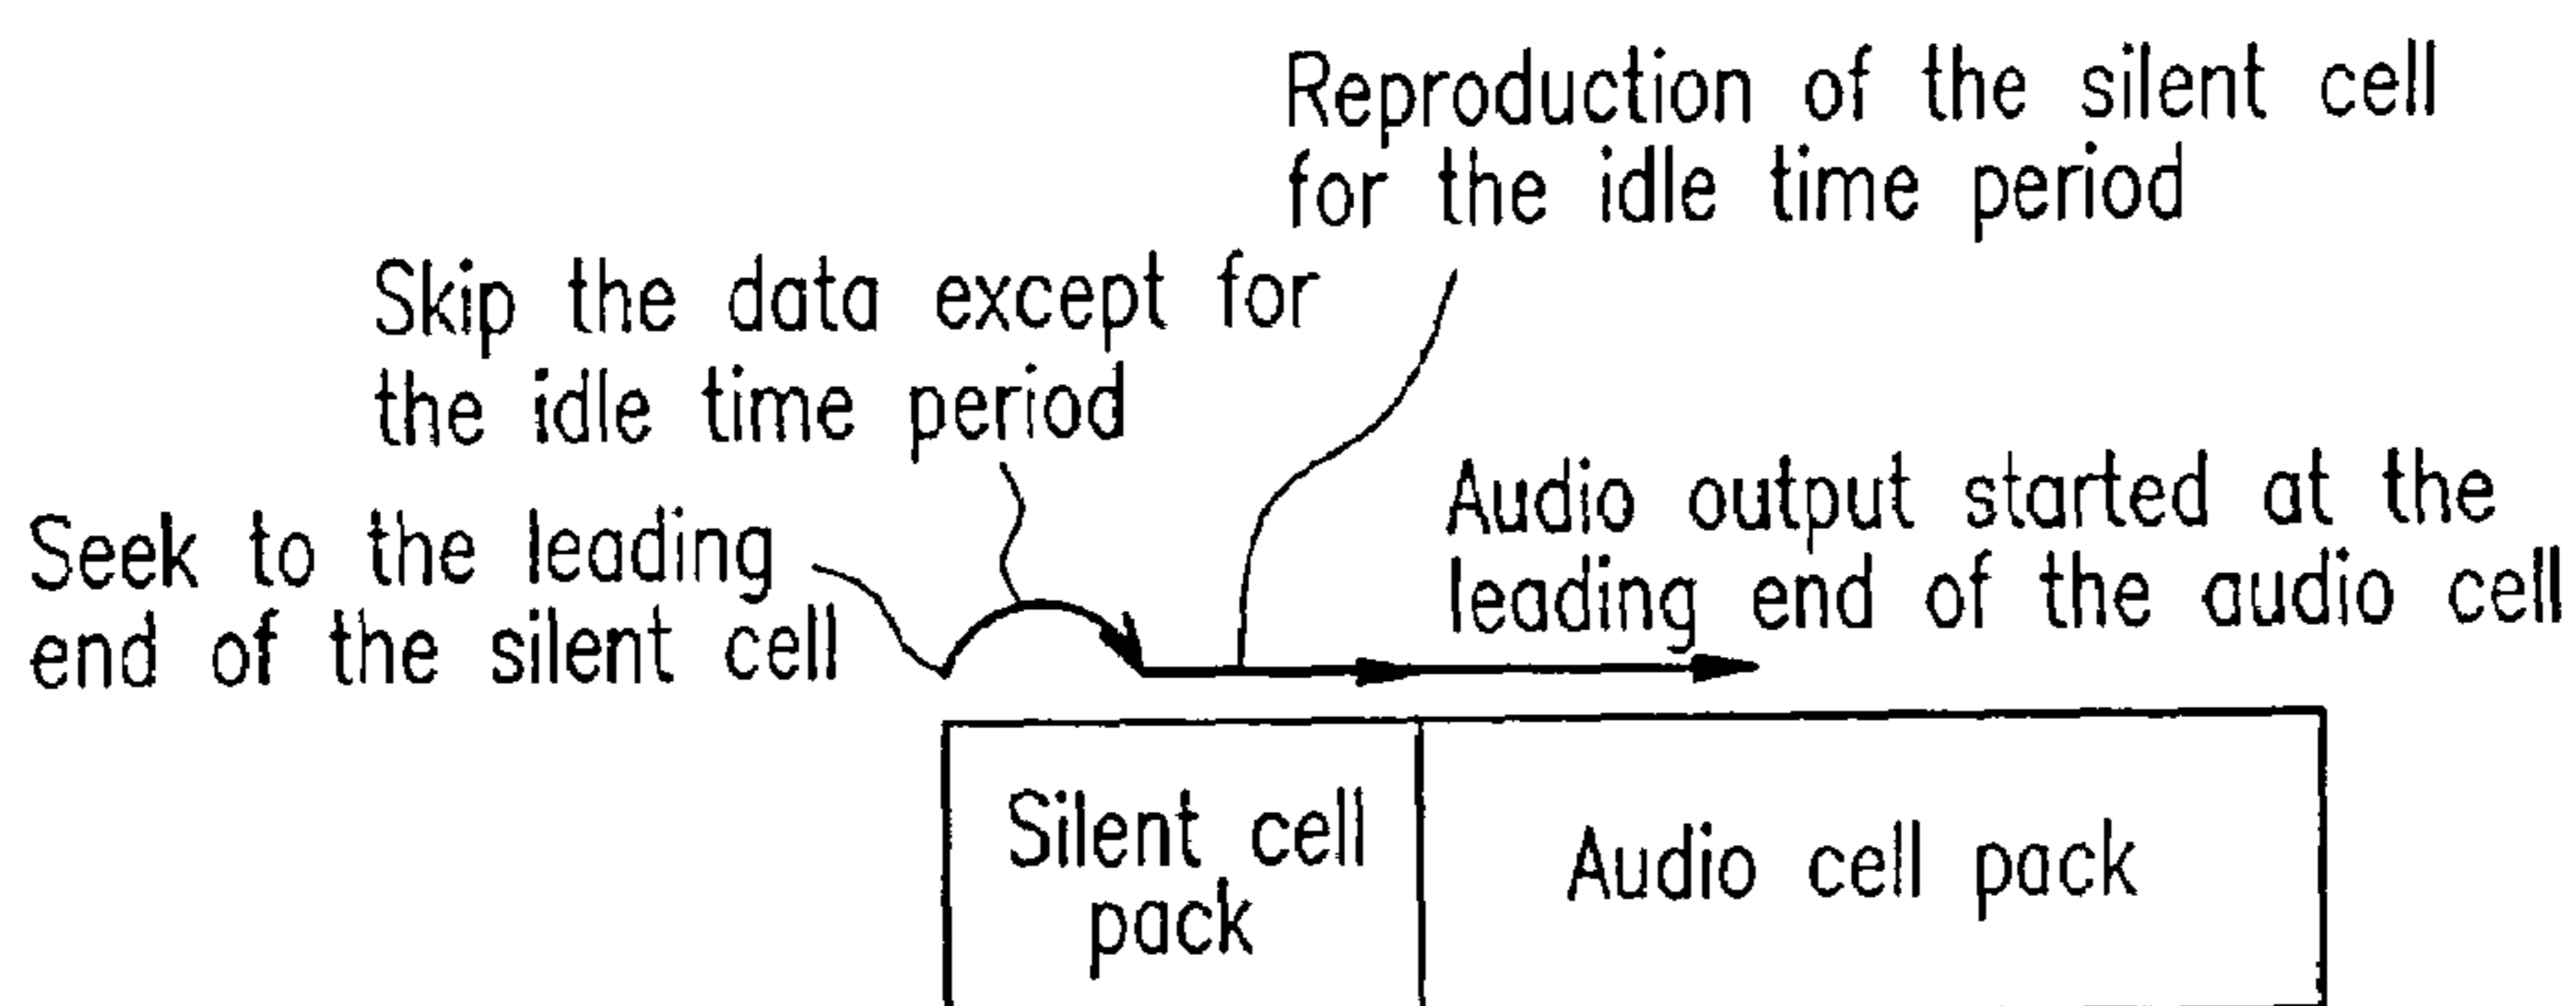 Reproduction of the silent cell
for the idle time period
Skip the data except for
the idle time period
Seek to the leading
end of the silent cell
Audio output started at the
leading end of the audio cell
Silent cell
pack
Audio cell pack